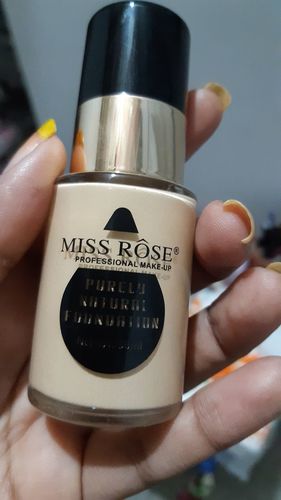 MISS RÔSE®
PROFESSIONAL MAKE-UP
PURELY
NATURAL
FOUNDATION